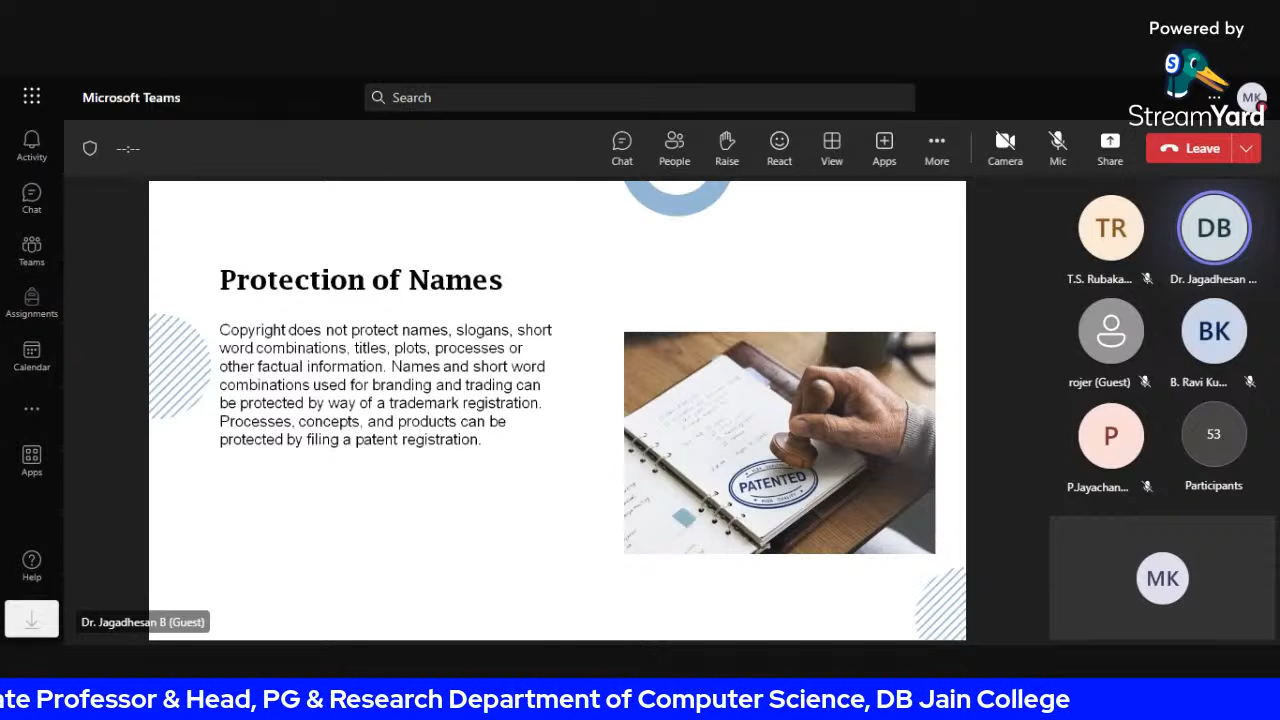 Powered by
StreamYard
Microsoft Teams
Search
MK
Activity
Chat
Teams
Assignments
Calendar
Apps
Help
--:--
Chat
People
Raise
React
View
Apps
More
Camera
Mic
Share
Leave
Protection of Names
Copyright does not protect names, slogans, short
word combinations, titles, plots, processes or
other factual information. Names and short word
combinations used for branding and trading can
be protected by way of a trademark registration.
Processes, concepts, and products can be
protected by filing a patent registration.
PATENTED
TR
T.S. Rubaka...
DB
Dr. Jagadhesan ...
rojer (Guest)
BK
B. Ravi Ku...
P
P.Jayachan...
53
Participants
MK
Dr. Jagadhesan B (Guest)
ate Professor & Head, PG & Research Department of Computer Science, DB Jain College